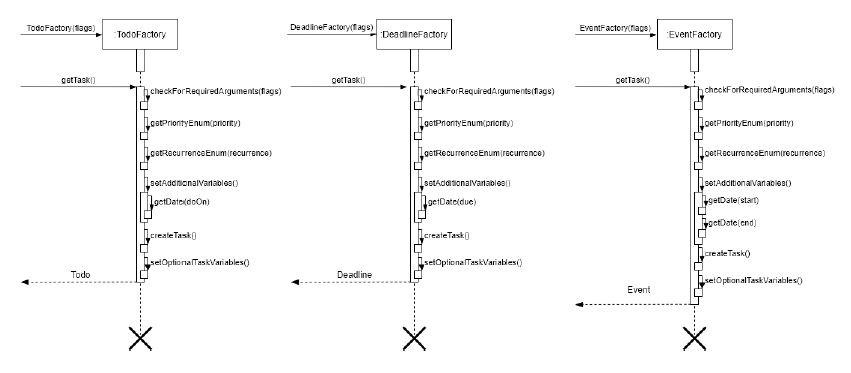 TodoFactory(flags)
:TodoFactory
getTask()
checkForRequiredArguments(flags)
getPriorityEnum(priority)
getRecurrenceEnum(recurrence)
setAdditionalVariables()
getDate(doOn)
createTask()
setOptionalTaskVariables()
Todo
DeadlineFactory(flags)
:DeadlineFactory
getTask()
checkForRequiredArguments(flags)
getPriorityEnum(priority)
getRecurrenceEnum(recurrence)
setAdditionalVariables()
getDate(due)
createTask()
setOptionalTaskVariables()
Deadline
EventFactory(flags)
:EventFactory
getTask()
checkForRequiredArguments(flags)
getPriorityEnum(priority)
getRecurrenceEnum(recurrence)
setAdditionalVariables()
getDate(start)
getDate(end)
createTask()
setOptionalTaskVariables()
Event